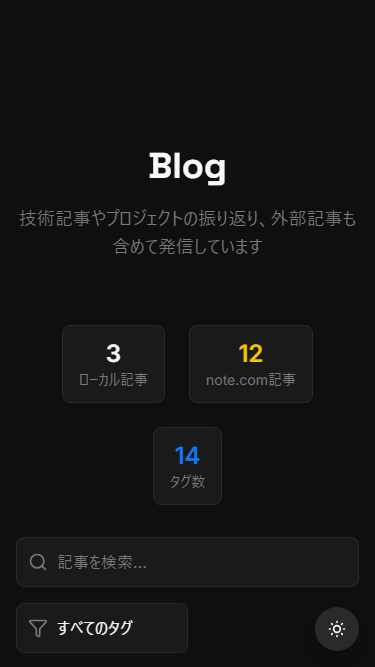 Blog
技術記事やプロジェクトの振り返り、外部記事も
含めて発信しています
3
ローカル記事
12
note.com記事
14
タグ数
記事を検索...
すべてのタグ